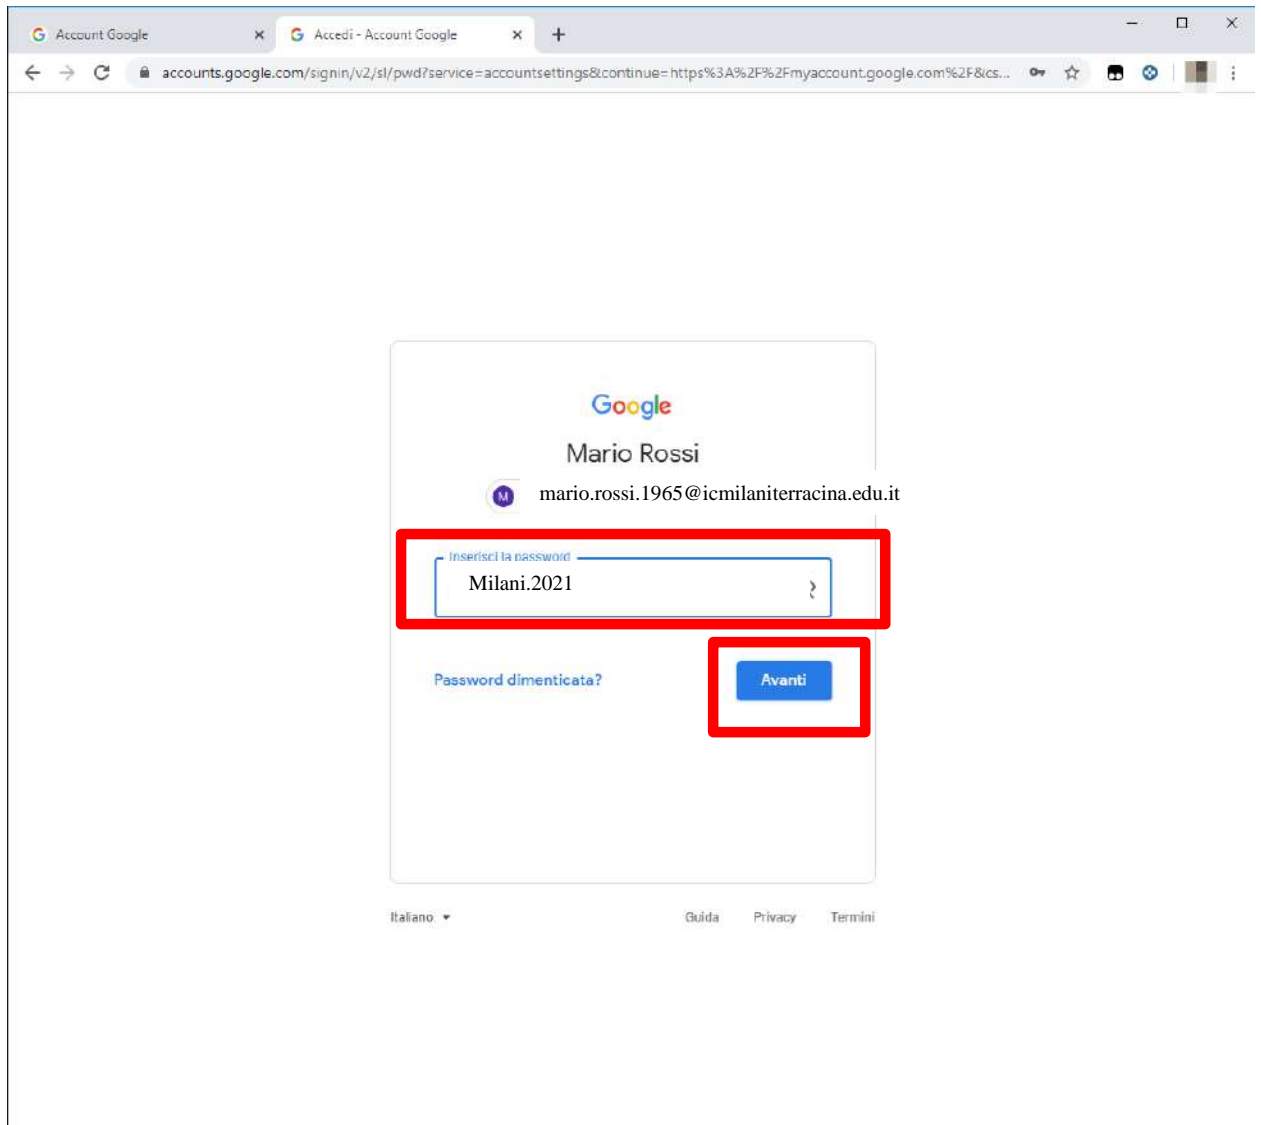 Account Google
Accedi - Account Google
accounts.google.com/signin/v2/sl/pwd?service=accountsettings&continue=https%3A%2F%2Fmyaccount.google.com%2F&cs...
Google
Mario Rossi
M
mario.rossi.1965@icmilaniterracina.edu.it
Inserisci la password
Milani.2021
Password dimenticata?
Avanti
Italiano
Guida Privacy Termini